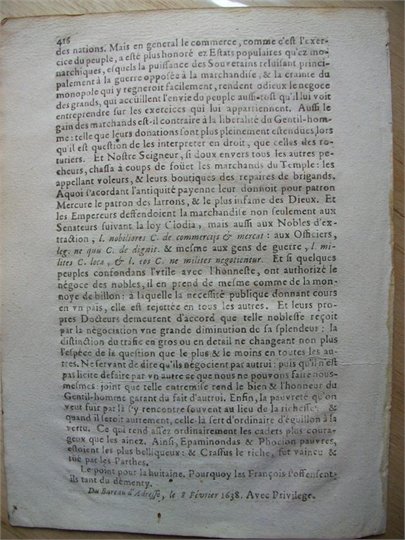 416
des nations. Mais en general le commerce, comme c'est l'exer-
cice du peuple, a esté plus honoré ez Estats populaires qu'ez mo-
narchiques, esquels la puissance des Souverains reluisant princi-
palement à la guerre opposée à la marchandise, & la crainte du
monopole qui y regneroit facilement, rendent odieux le negoce
des grands, qui accuillent l'envie du peuple aussi-tost qu'il lui voit
entreprendre sur les exercices qui lui appartiennent. Aussi le
gain des marchands est-il contraire à la liberalité du Gentil-hom-
me: telle que leurs donations sont plus pleinement estenduës, lors
qu'il est question de les interpreter en droit, que celles des ro-
turiers. Et Nostre Seigneur, si doux envers tous les autres pe-
cheurs, chassa à coups de foüet les marchands du Temple: les
appellant voleurs, & leurs boutiques des repaires de brigands.
Aquoi s'acordant l'antiquité payenne leur donnoit pour patron
Mercure le patron des larrons, & le plus infame des Dieux. Et
les Empereurs deffendoient la marchandise non seulement aux
Senateurs suivant la loy Clodia, mais aussi aux Nobles d'ex-
traction, l. nobiliores C. de commerciis & mercat: aux Officiers,
leg. ne quis C. de dignit. & mesme aux gens de guerre, l. mi-
lites C. loca. & l. eos C. ne milites negocientur. Et si quelques
peuples confondans l'vtile avec l'honneste, ont authorizé le
négoce des nobles, il en prend de mesme comme de la mon-
noye de billon: à laquelle la necessité publique donnant cours
en vn païs, elle est rejettée en tous les autres. Et leurs pro-
pres Docteurs demeurent d'acord que telle noblesse reçoit
par la négociation vne grande diminution de sa splendeur: la
distinction du trafic en gros ou en detail ne changeant non plus
l'espéce de la question que le plus & le moins en toutes les au-
tres. Ne servant de dire qu'ils négocient par autrui: puis qu'il n'est
pas licite de faire par vn autre ce que nous ne pouvons faire nous-
mesmes: joint que telle entremise rend le bien & l'honneur du
Gentil-homme garant du fait d'autrui. Enfin, la pauvreté qu'on
veut fuir par là s'y rencontre souvent au lieu de la richesse: &
quand il seroit autrement, celle-là sert d'ordinaire d'éguillon à la
vertu. Ce qui rend assez ordinairement les cadets plus coura-
geux que les ainez. Ainsi, Epaminondas & Phocion pauvres,
estoient les plus belliqueux: & Crassus le riche, fut vaincu &
tué par les Parthes.
Le point pour la huitaine. Pourquoy les François s'offensent-
ils tant du démenty.
Du Bureau d'Adresse, le 8 Février 1638. Avec Privilege.